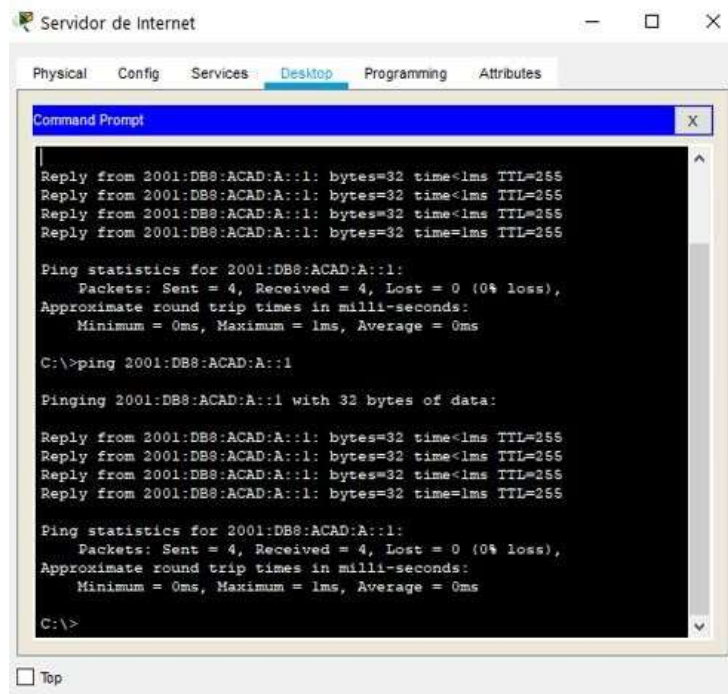 Servidor de Internet
Physical Config Services Desktop Programming Attributes
Command Prompt
X
Reply from 2001:DB8:ACAD:A::1: bytes=32 time<1ms TTL=255
Reply from 2001:DB8:ACAD:A::1: bytes=32 time<1ms TTL=255
Reply from 2001:DB8:ACAD:A::1: bytes=32 time<1ms TTL=255
Reply from 2001:DB8:ACAD:A::1: bytes=32 time=1ms TTL=255
Ping statistics for 2001:DB8:ACAD:A::1:
Packets: Sent = 4, Received = 4, Lost = 0 (0% loss),
Approximate round trip times in milli-seconds:
Minimum = 0ms, Maximum = 1ms, Average = 0ms
C:\>ping 2001:DB8:ACAD:A::1
Pinging 2001:DB8:ACAD:A::1 with 32 bytes of data:
Reply from 2001:DB8:ACAD:A::1: bytes=32 time<1ms TTL=255
Reply from 2001:DB8:ACAD:A::1: bytes=32 time<1ms TTL=255
Reply from 2001:DB8:ACAD:A::1: bytes=32 time<1ms TTL=255
Reply from 2001:DB8:ACAD:A::1: bytes=32 time=1ms TTL=255
Ping statistics for 2001:DB8:ACAD:A::1:
Packets: Sent = 4, Received = 4, Lost = 0 (0% loss),
Approximate round trip times in milli-seconds:
Minimum = 0ms, Maximum = 1ms, Average = 0ms
C:\>
Top